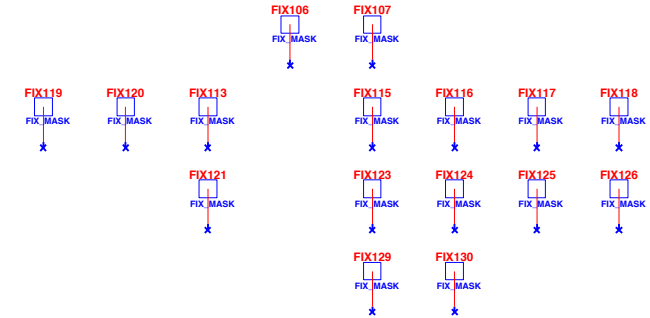 FIX106 FIX107
FIX_MASK FIX_MASK
FIX119 FIX120 FIX113 FIX115 FIX116 FIX117 FIX118
FIX_MASK FIX_MASK FIX_MASK FIX_MASK FIX_MASK FIX_MASK FIX_MASK
FIX121 FIX123 FIX124 FIX125 FIX126
FIX_MASK FIX_MASK FIX_MASK FIX_MASK FIX_MASK
FIX129 FIX130
FIX_MASK FIX_MASK